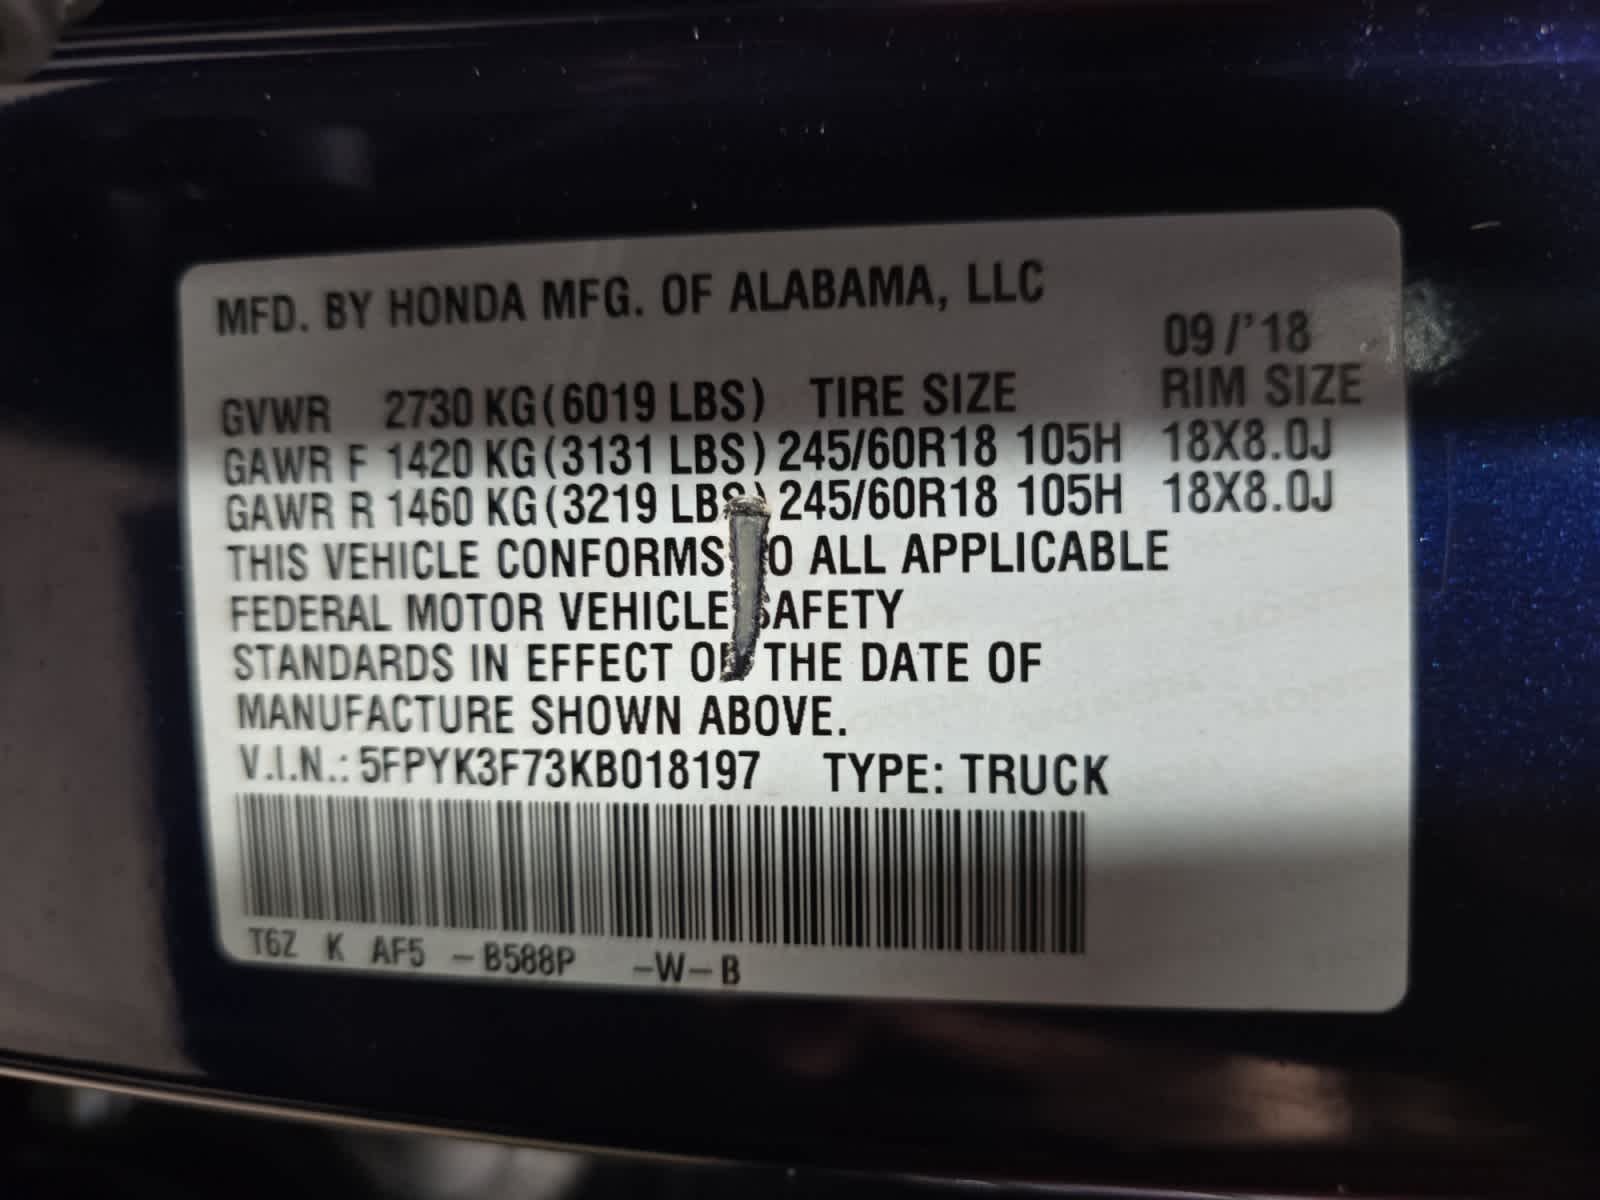 MFD. BY HONDA MFG. OF ALABAMA, LLC
09/'18
GVWR 2730 KG(6019 LBS) TIRE SIZE RIM SIZE
GAWR F 1420 KG(3131 LBS) 245/60R18 105H 18X8.0J
GAWR R 1460 KG(3219 LBS) 245/60R18 105H 18X8.0J
THIS VEHICLE CONFORMS O ALL APPLICABLE
FEDERAL MOTOR VEHICLE SAFETY
STANDARDS IN EFFECT ON THE DATE OF
MANUFACTURE SHOWN ABOVE.
V.I.N.: 5FPYK3F73KB018197 TYPE: TRUCK
T6Z K AF5 -B588P -W-B